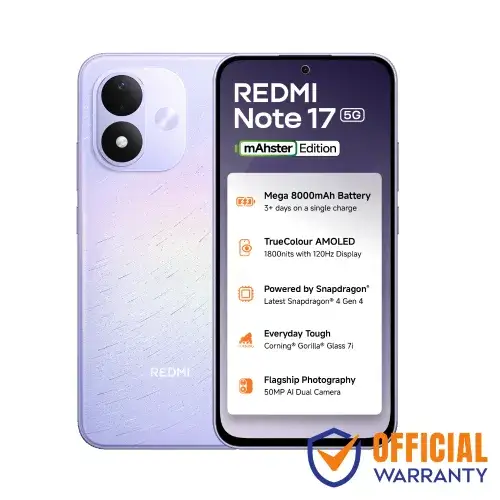 REDMI
Note 17 5G
mAhster Edition
Mega 8000mAh Battery
3+ days on a single charge
TrueColour AMOLED
1800nits with 120Hz Display
Powered by Snapdragon*
Latest Snapdragon® 4 Gen 4
Everyday Tough
Corning® Gorilla® Glass 7i
Flagship Photography
50MP AI Dual Camera
REDMI
OFFICIAL
WARRANTY